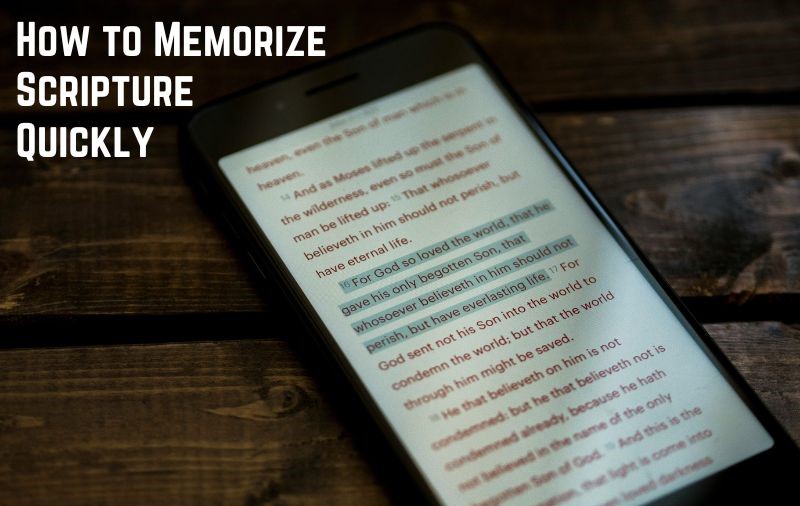 How to Memorize
Scripture
Quickly
heaven, even the Son of man which is in
heaven.
14 And as Moses lifted up the serpent in
the wilderness, even so must the Son of
man be lifted up: 15 That whosoever
believeth in him should not perish, but
have eternal life.
16 For God so loved the world, that he
gave his only begotten Son, that
whosoever believeth in him should not
perish, but have everlasting life. 17 For
God sent not his Son into the world to
condemn the world; but that the world
through him might be saved.
18 He that believeth on him is not
condemned: but he that believeth not is
condemned already, because he hath
not believed in the name of the only
begotten Son of God. 19 And this is the
that light is come into
loved darkness